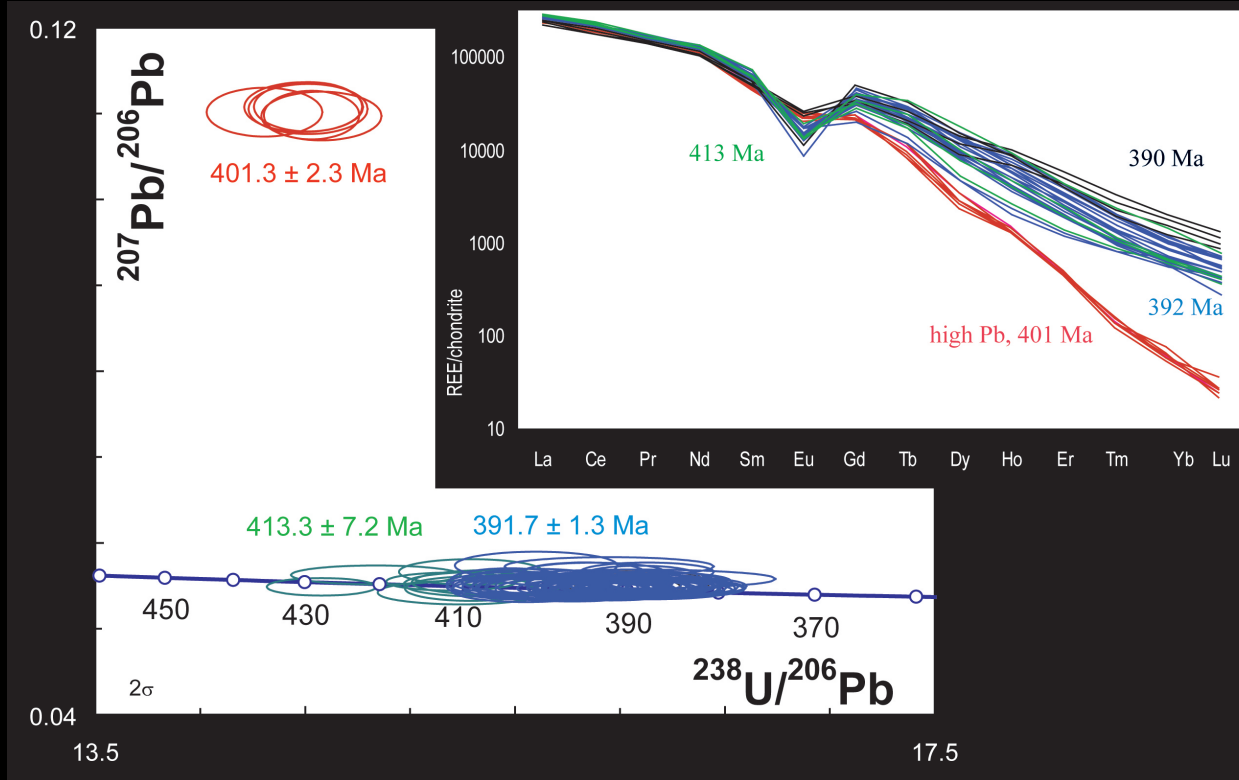 0.12
207Pb/206Pb
401.3 ± 2.3 Ma
100000
10000
1000
100
10
REE/chondrite
413 Ma
390 Ma
392 Ma
high Pb, 401 Ma
La Ce Pr Nd Sm Eu Gd Tb Dy Ho Er Tm Yb Lu
413.3 ± 7.2 Ma 391.7 ± 1.3 Ma
450 430 410 390 370
238U/206Pb
2σ
0.04
13.5 17.5